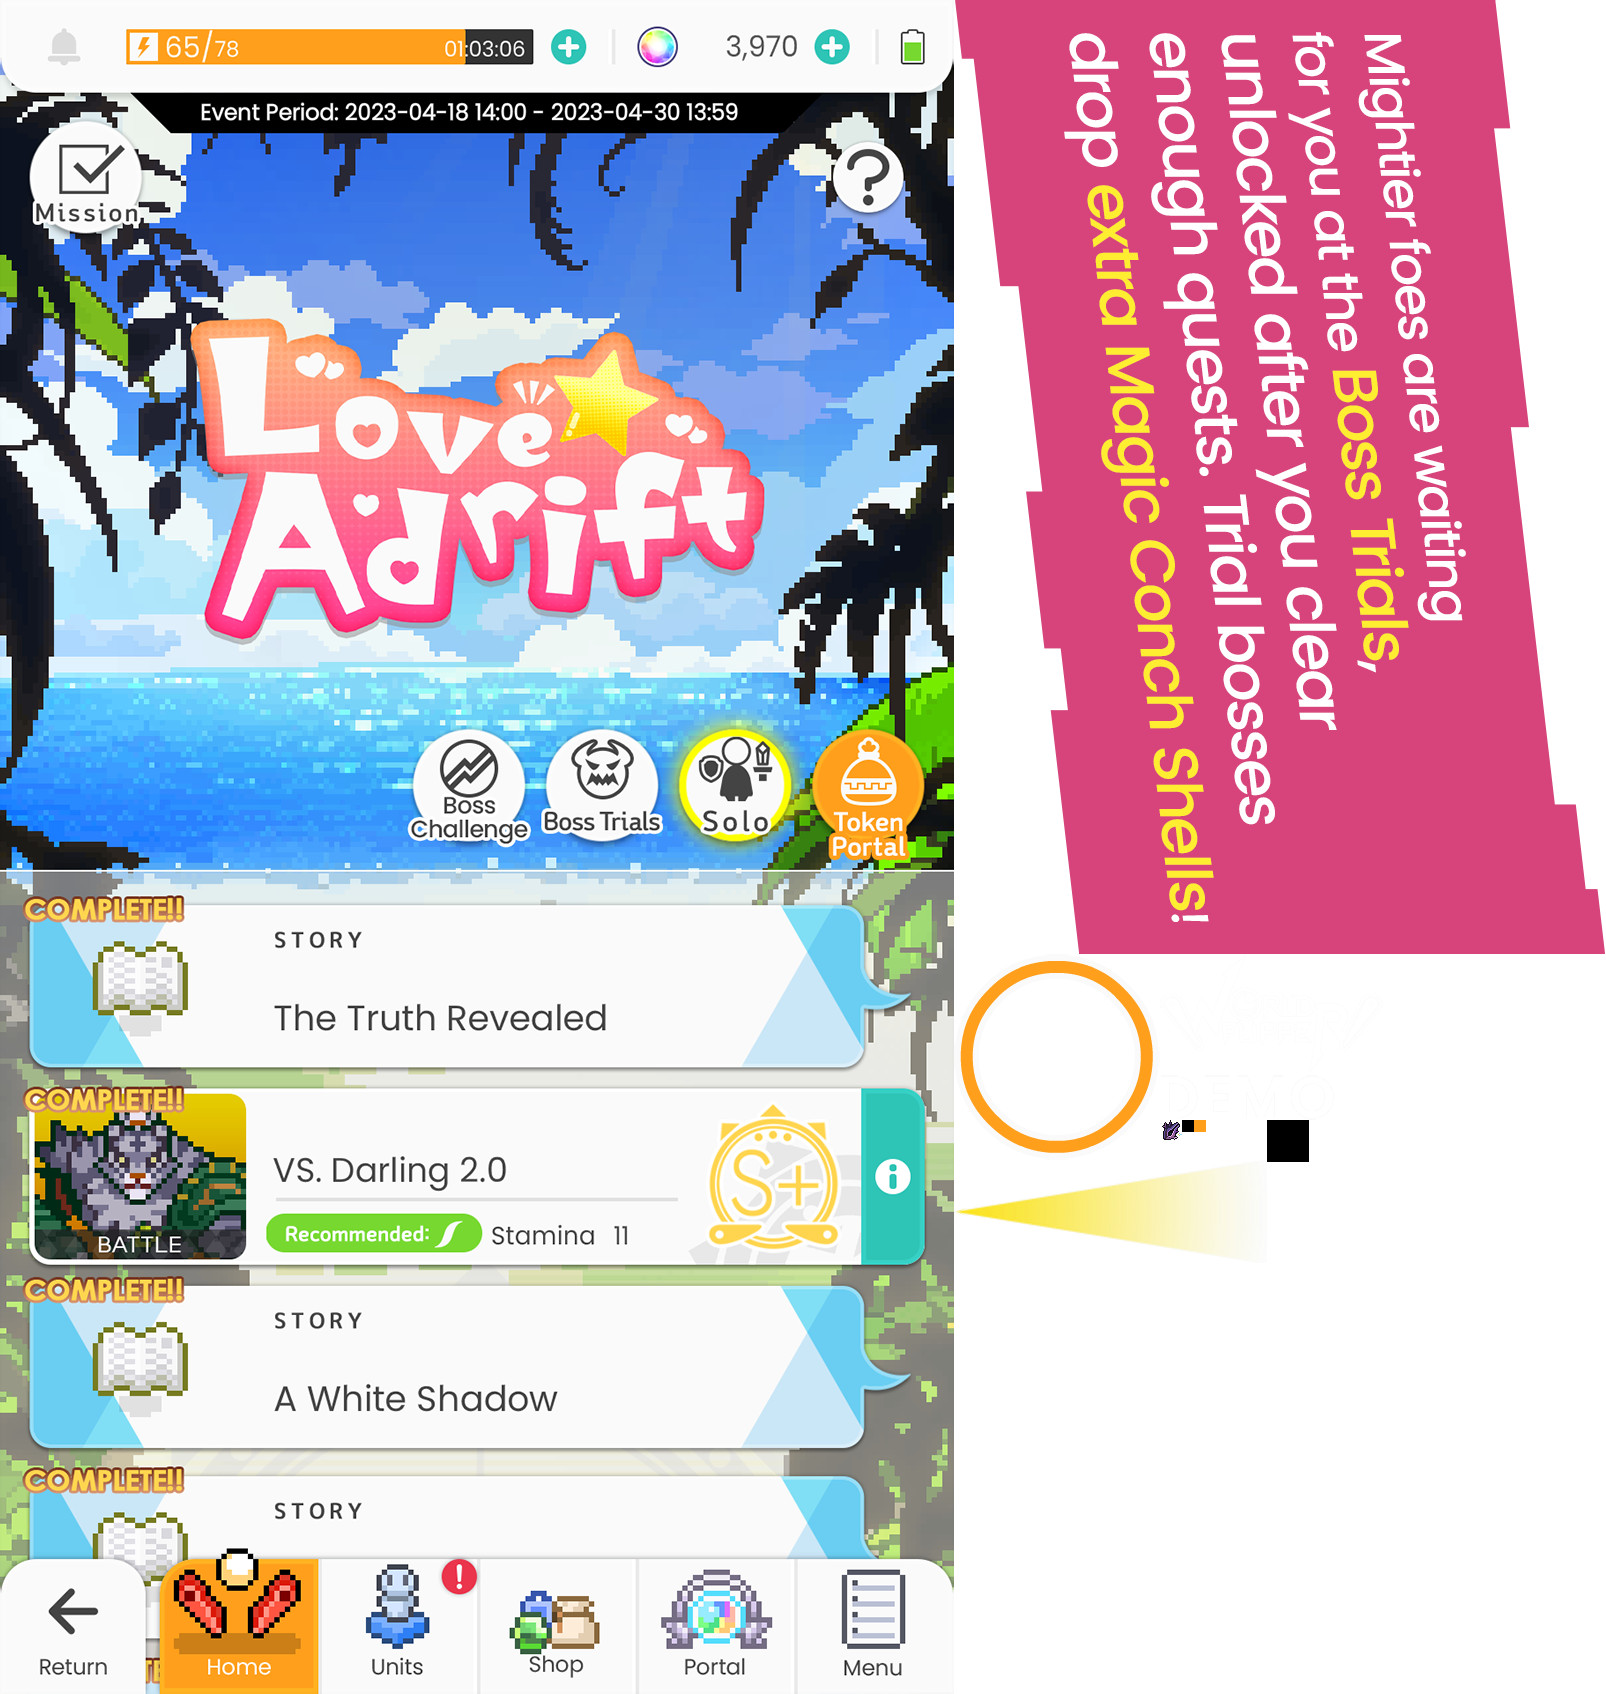 65/78
01:03:06
3,970
Event Period: 2023-04-18 14:00 - 2023-04-30 13:59
Mission
Love
Adrift
Boss
Challenge
Boss Trials
Solo
Token
Portal
COMPLETE!!
STORY
The Truth Revealed
COMPLETE!!
BATTLE
VS. Darling 2.0
Recommended:
Stamina 11
S+
COMPLETE!!
STORY
A White Shadow
COMPLETE!!
STORY
Return
Home
Units
Shop
Portal
Menu
Mightier foes are waiting
for you at the Boss Trials,
unlocked after you clear
enough quests. Trial bosses
drop extra Magic Conch Shells!
DEMO